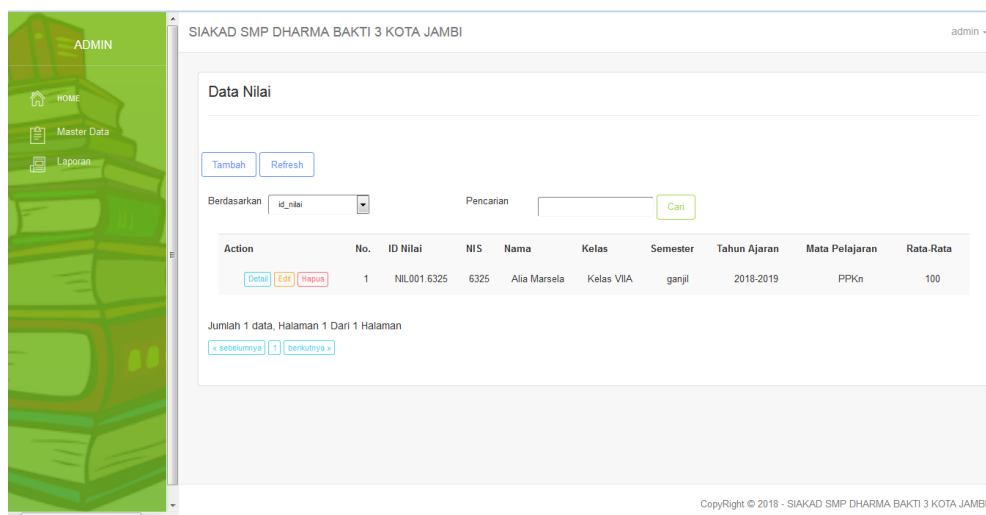 ADMIN
HOME
Master Data
Laporan
SIAKAD SMP DHARMA BAKTI 3 KOTA JAMBI
admin
Data Nilai
Tambah Refresh
Berdasarkan id_nilai Pencarian Cari
Action No. ID Nilai NIS Nama Kelas Semester Tahun Ajaran Mata Pelajaran Rata-Rata
Detail Edit Hapus 1 NIL001.6325 6325 Alia Marsela Kelas VIIA ganjil 2018-2019 PPKn 100
Jumlah 1 data, Halaman 1 Dari 1 Halaman
« sebelumnya 1 berikutnya »
CopyRight © 2018 - SIAKAD SMP DHARMA BAKTI 3 KOTA JAMBI